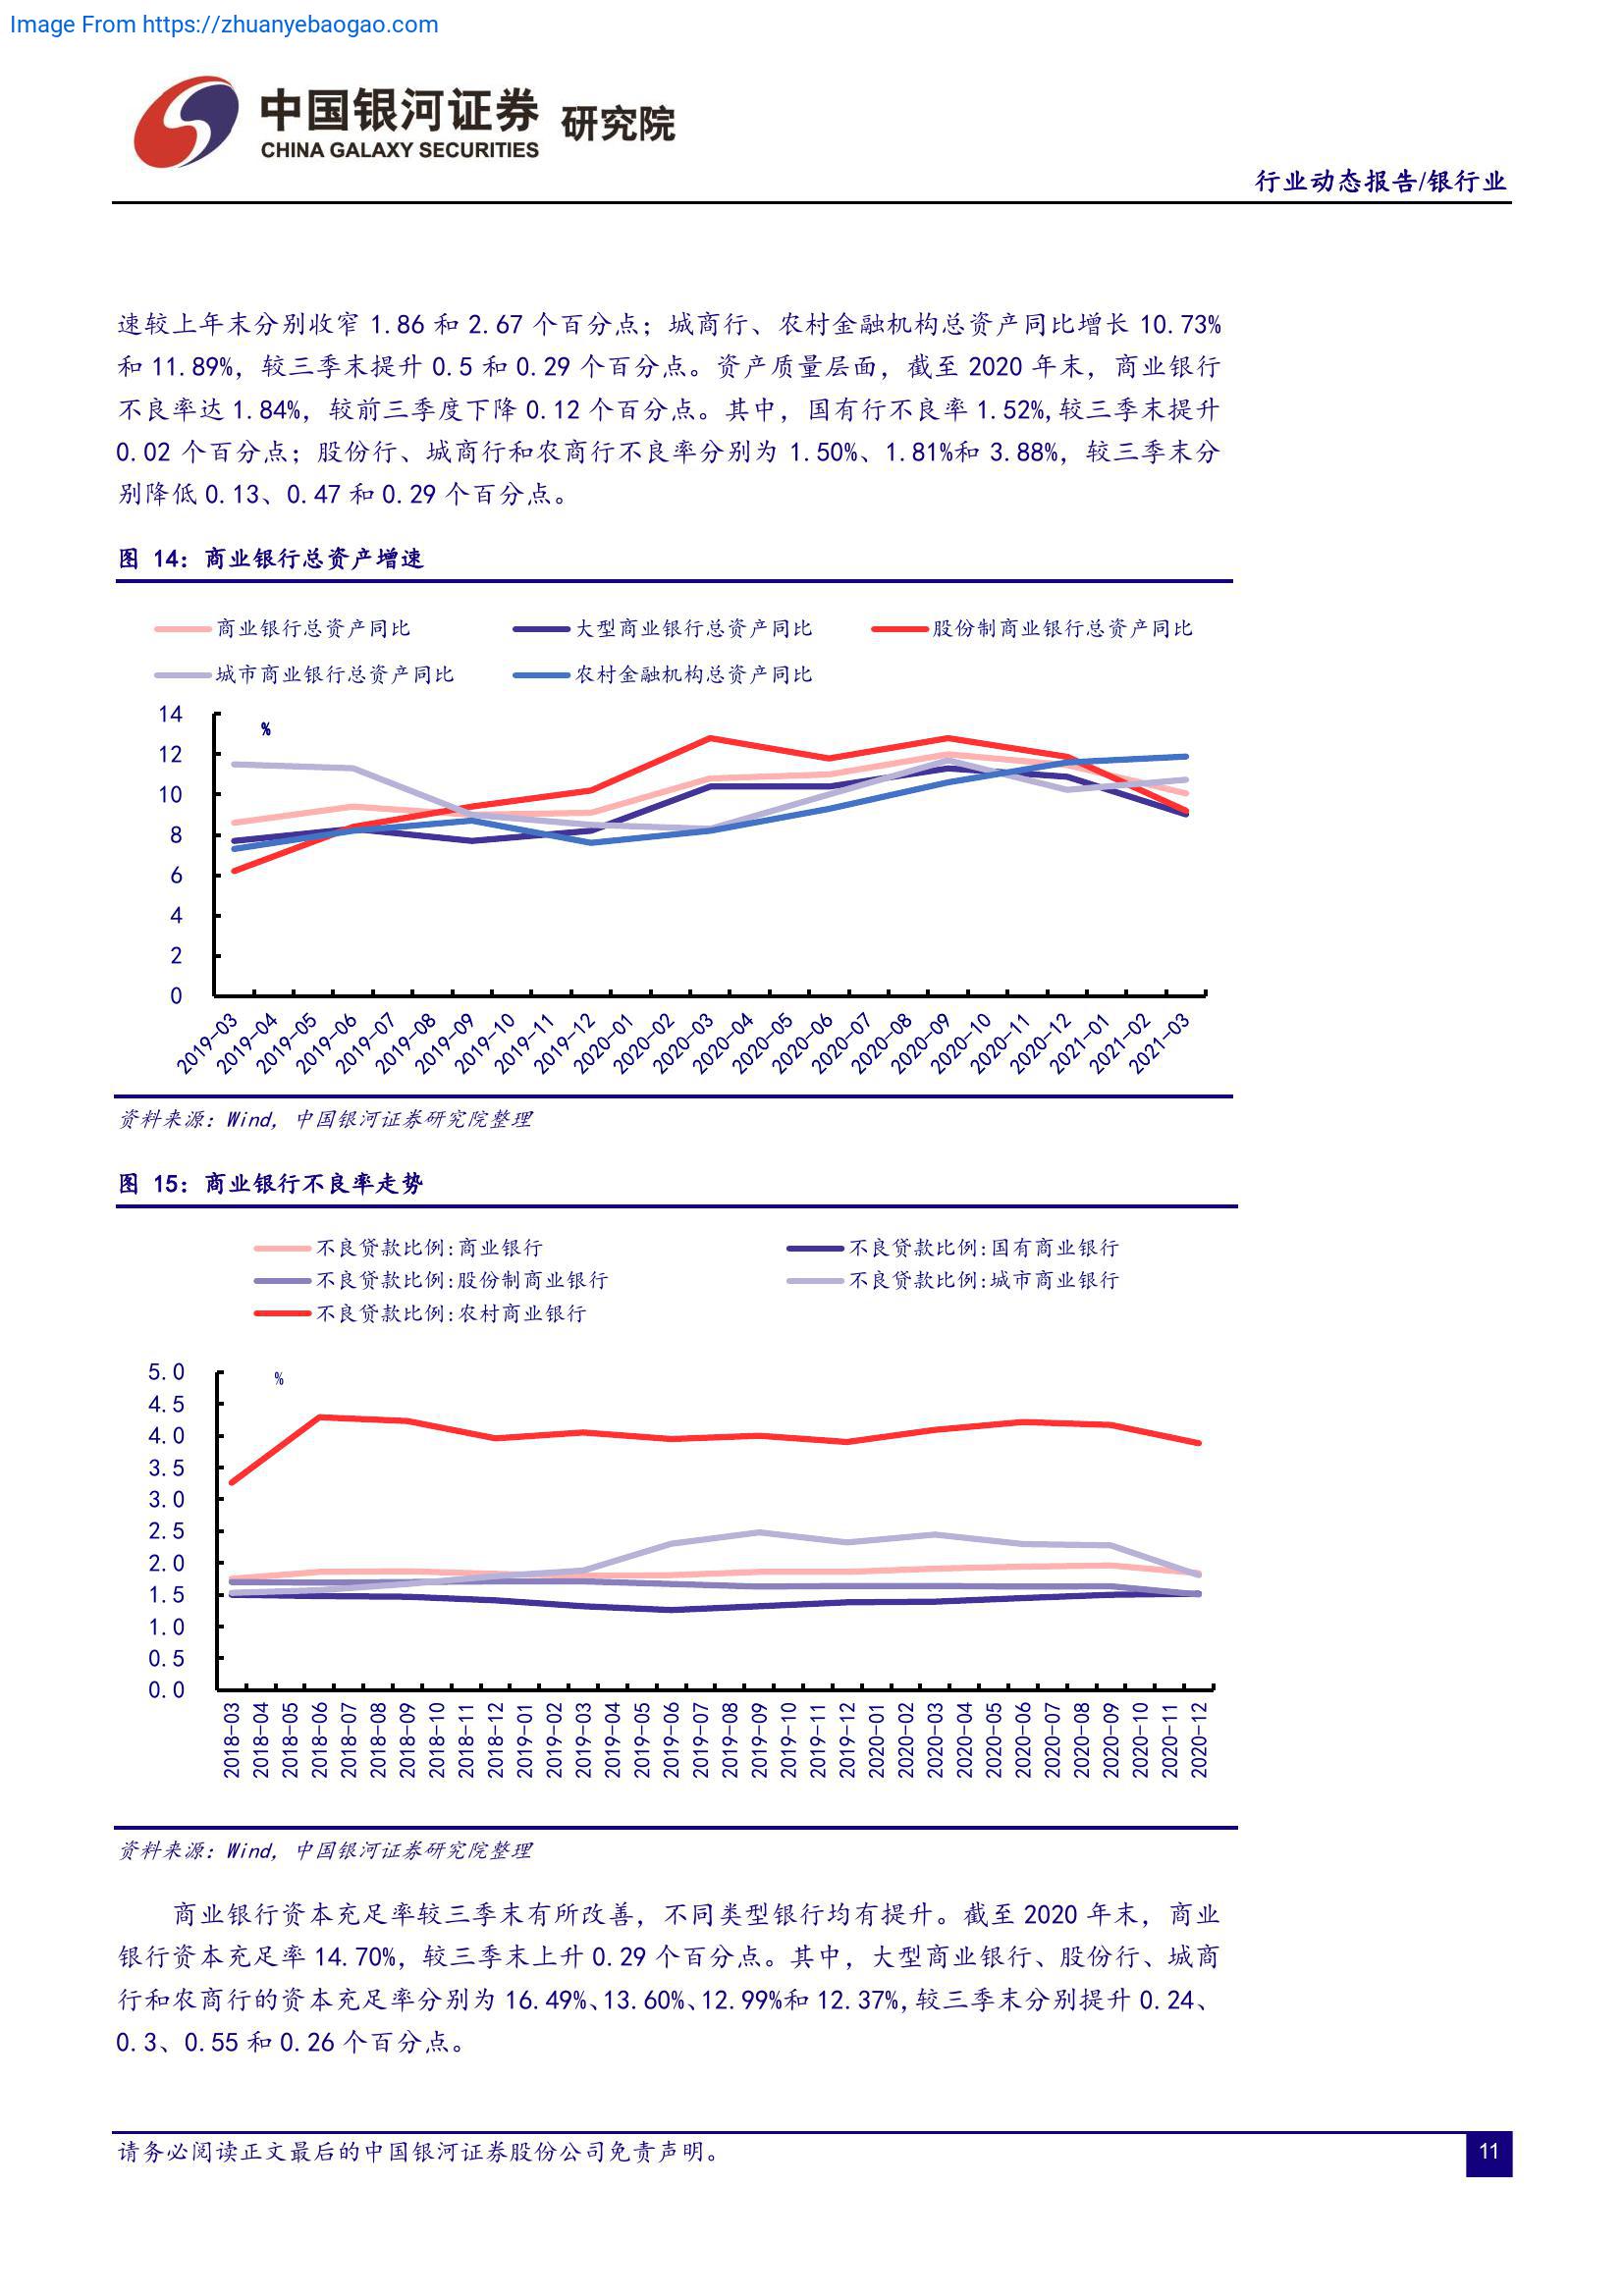 Image From https://zhuanyebaogao.com
中国银河证券 研究院
CHINA GALAXY SECURITIES
行业动态报告/银行业
速较上年末分别收窄 1.86 和 2.67 个百分点；城商行、农村金融机构总资产同比增长 10.73%
和 11.89%，较三季末提升 0.5 和 0.29 个百分点。资产质量层面，截至 2020 年末，商业银行
不良率达 1.84%，较前三季度下降 0.12 个百分点。其中，国有行不良率 1.52%,较三季末提升
0.02 个百分点；股份行、城商行和农商行不良率分别为 1.50%、1.81%和 3.88%，较三季末分
别降低 0.13、0.47 和 0.29 个百分点。
图 14：商业银行总资产增速
商业银行总资产同比 大型商业银行总资产同比 股份制商业银行总资产同比
城市商业银行总资产同比 农村金融机构总资产同比
%
14
12
10
8
6
4
2
0
2019-03 2019-04 2019-05 2019-06 2019-07 2019-08 2019-09 2019-10 2019-11 2019-12 2020-01 2020-02 2020-03 2020-04 2020-05 2020-06 2020-07 2020-08 2020-09 2020-10 2020-11 2020-12 2021-01 2021-02 2021-03
资料来源：Wind, 中国银河证券研究院整理
图 15：商业银行不良率走势
不良贷款比例:商业银行 不良贷款比例:国有商业银行
不良贷款比例:股份制商业银行 不良贷款比例:城市商业银行
不良贷款比例:农村商业银行
%
5.0
4.5
4.0
3.5
3.0
2.5
2.0
1.5
1.0
0.5
0.0
2018-03 2018-04 2018-05 2018-06 2018-07 2018-08 2018-09 2018-10 2018-11 2018-12 2019-01 2019-02 2019-03 2019-04 2019-05 2019-06 2019-07 2019-08 2019-09 2019-10 2019-11 2019-12 2020-01 2020-02 2020-03 2020-04 2020-05 2020-06 2020-07 2020-08 2020-09 2020-10 2020-11 2020-12
资料来源：Wind, 中国银河证券研究院整理
商业银行资本充足率较三季末有所改善，不同类型银行均有提升。截至 2020 年末，商业
银行资本充足率 14.70%，较三季末上升 0.29 个百分点。其中，大型商业银行、股份行、城商
行和农商行的资本充足率分别为 16.49%、13.60%、12.99%和 12.37%,较三季末分别提升 0.24、
0.3、0.55 和 0.26 个百分点。
请务必阅读正文最后的中国银河证券股份公司免责声明。
11